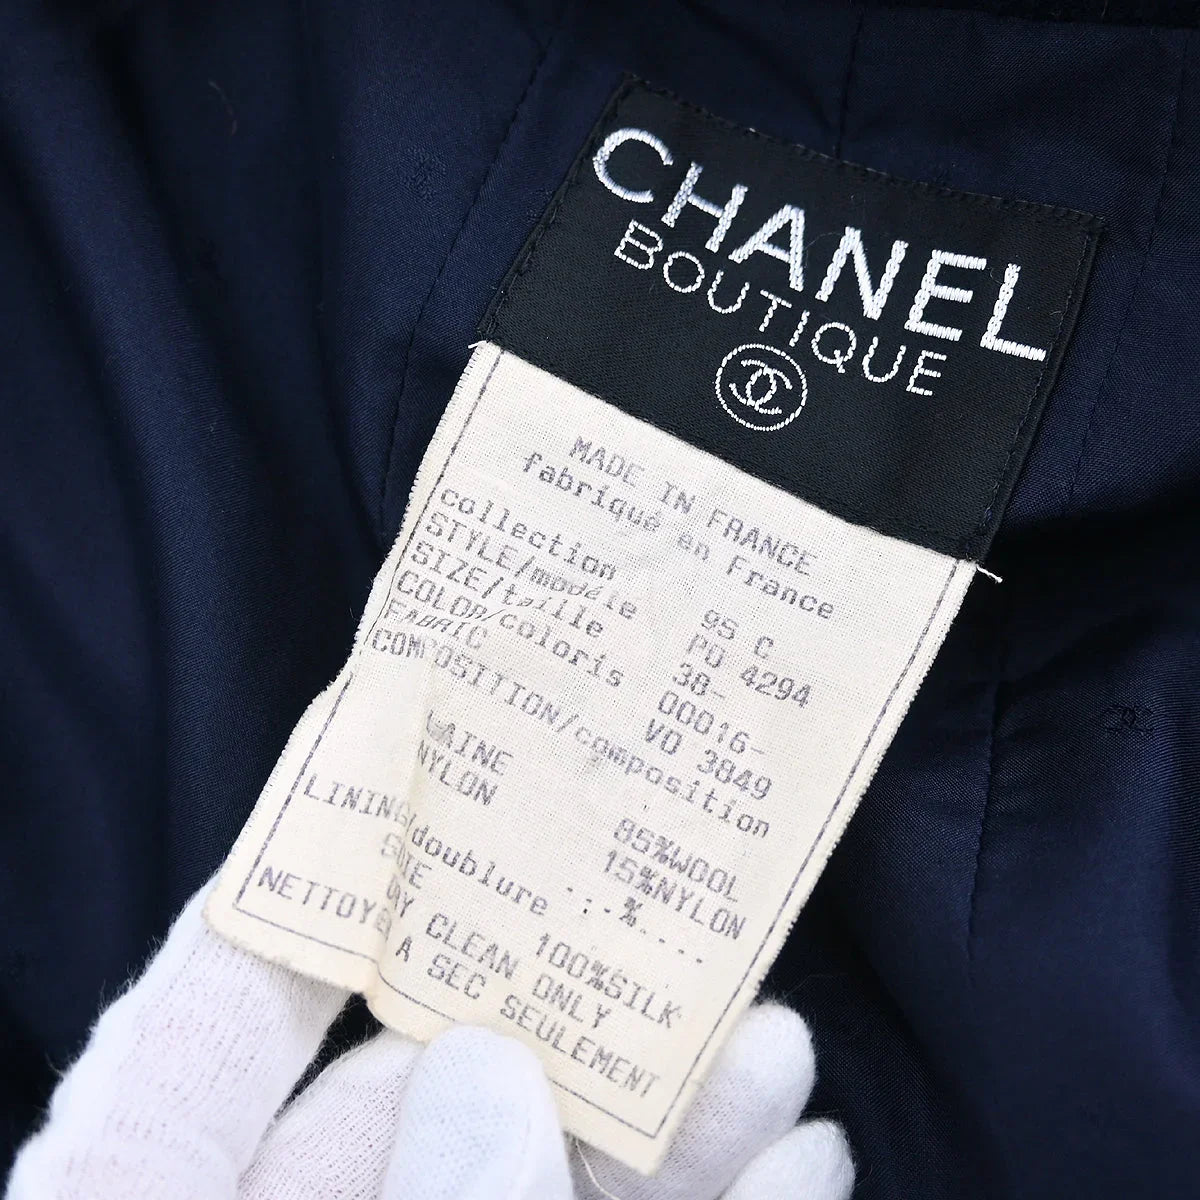 CHANEL
BOUTIQUE
MADE IN FRANCE
fabriqué en France
collection 95 C
STYLE/modèle PO 4294
SIZE/taille 38-
COLOR/coloris 00016-
FABRIC VO 3849
COMPOSITION/composition
LAINE 85%WOOL
NYLON 15%NYLON
LINING/doublure :-%....
SOIE 100%SILK
DRY CLEAN ONLY
NETTOYER A SEC SEULEMENT